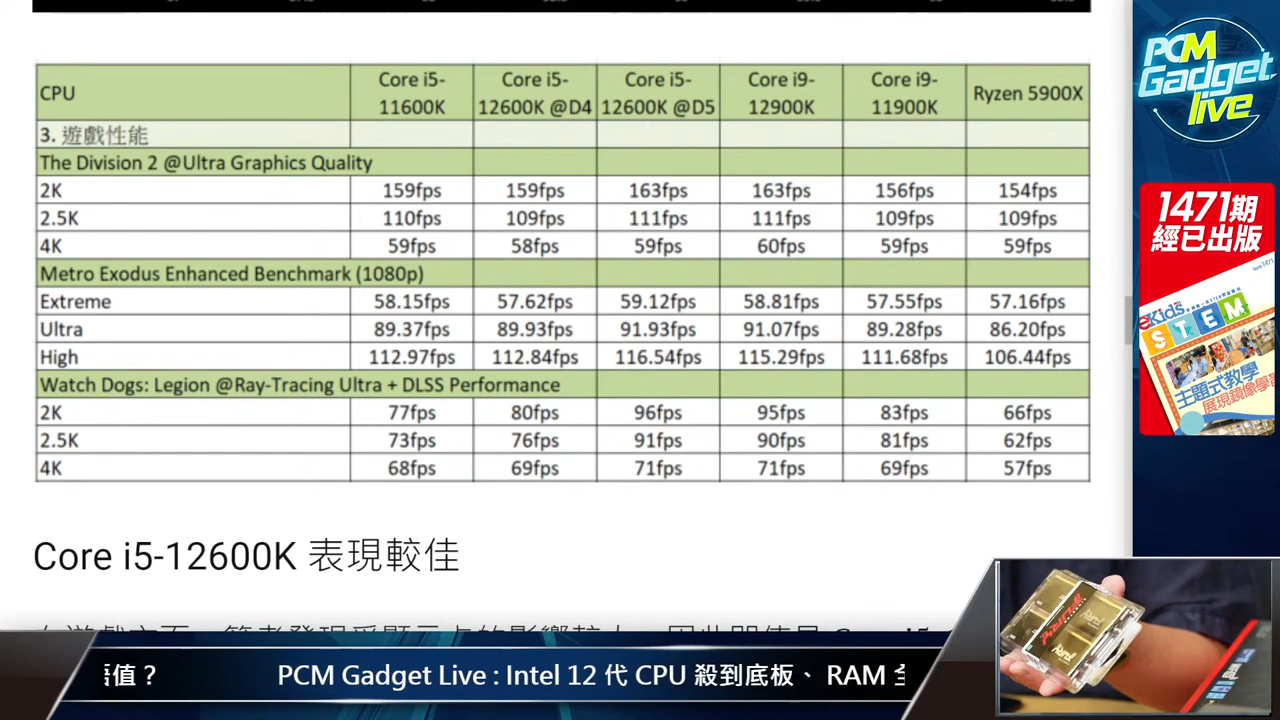 CPU Core i5-11600K Core i5-12600K @D4 Core i5-12600K @D5 Core i9-12900K Core i9-11900K Ryzen 5900X
3. 遊戲性能
The Division 2 @Ultra Graphics Quality
2K 159fps 159fps 163fps 163fps 156fps 154fps
2.5K 110fps 109fps 111fps 111fps 109fps 109fps
4K 59fps 58fps 59fps 60fps 59fps 59fps
Metro Exodus Enhanced Benchmark (1080p)
Extreme 58.15fps 57.62fps 59.12fps 58.81fps 57.55fps 57.16fps
Ultra 89.37fps 89.93fps 91.93fps 91.07fps 89.28fps 86.20fps
High 112.97fps 112.84fps 116.54fps 115.29fps 111.68fps 106.44fps
Watch Dogs: Legion @Ray-Tracing Ultra + DLSS Performance
2K 77fps 80fps 96fps 95fps 83fps 66fps
2.5K 73fps 76fps 91fps 90fps 81fps 62fps
4K 68fps 69fps 71fps 71fps 69fps 57fps
Core i5-12600K 表現較佳
PCM
Gadget
live
1471期
經已出版
eKids
STEM
主題式教學
展現鏡像學習
值？ PCM Gadget Live : Intel 12 代 CPU 殺到底板、 RAM